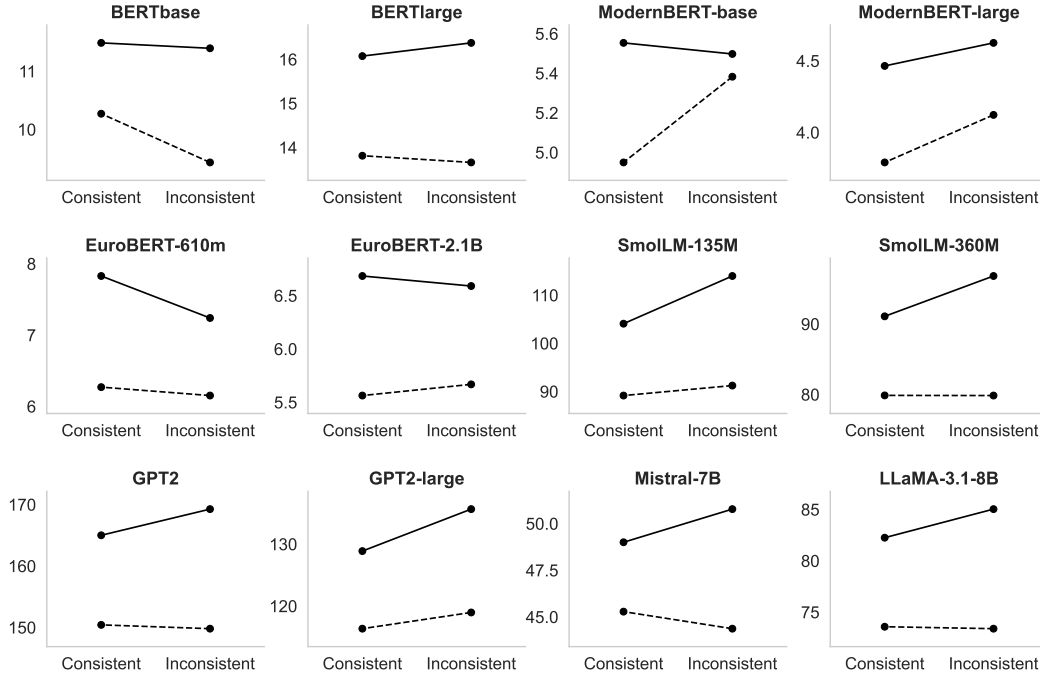 BERTbase
11
10
Consistent Inconsistent
BERTlarge
16
15
14
Consistent Inconsistent
ModernBERT-base
5.6
5.4
5.2
5.0
Consistent Inconsistent
ModernBERT-large
4.5
4.0
Consistent Inconsistent
EuroBERT-610m
8
7
6
Consistent Inconsistent
EuroBERT-2.1B
6.5
6.0
5.5
Consistent Inconsistent
SmolLM-135M
110
100
90
Consistent Inconsistent
SmolLM-360M
90
80
Consistent Inconsistent
GPT2
170
160
150
Consistent Inconsistent
GPT2-large
130
120
Consistent Inconsistent
Mistral-7B
50.0
47.5
45.0
Consistent Inconsistent
LLaMA-3.1-8B
85
80
75
Consistent Inconsistent